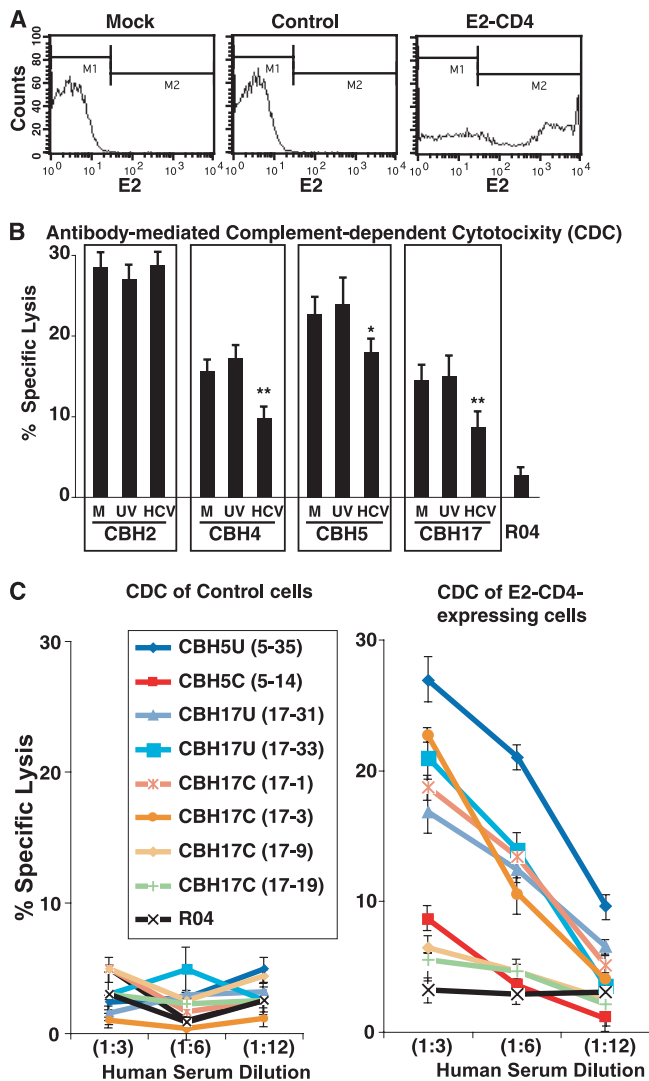 A
Mock
Control
E2-CD4
Counts
100
80
60
40
20
0
M1
M2
M1
M2
M1
M2
10^0 10^1 10^2 10^3 10^4
10^0 10^1 10^2 10^3 10^4
10^0 10^1 10^2 10^3 10^4
E2
E2
E2
B
Antibody-mediated Complement-dependent Cytotocixity (CDC)
% Specific Lysis
30
20
10
0
**
*
**
M UV HCV
M UV HCV
M UV HCV
M UV HCV
CBH2
CBH4
CBH5
CBH17
R04
C
CDC of Control cells
CDC of E2-CD4-
expressing cells
% Specific Lysis
30
20
10
0
CBH5U (5-35)
CBH5C (5-14)
CBH17U (17-31)
CBH17U (17-33)
CBH17C (17-1)
CBH17C (17-3)
CBH17C (17-9)
CBH17C (17-19)
R04
(1:3) (1:6) (1:12)
Human Serum Dilution
30
20
10
0
(1:3) (1:6) (1:12)
Human Serum Dilution